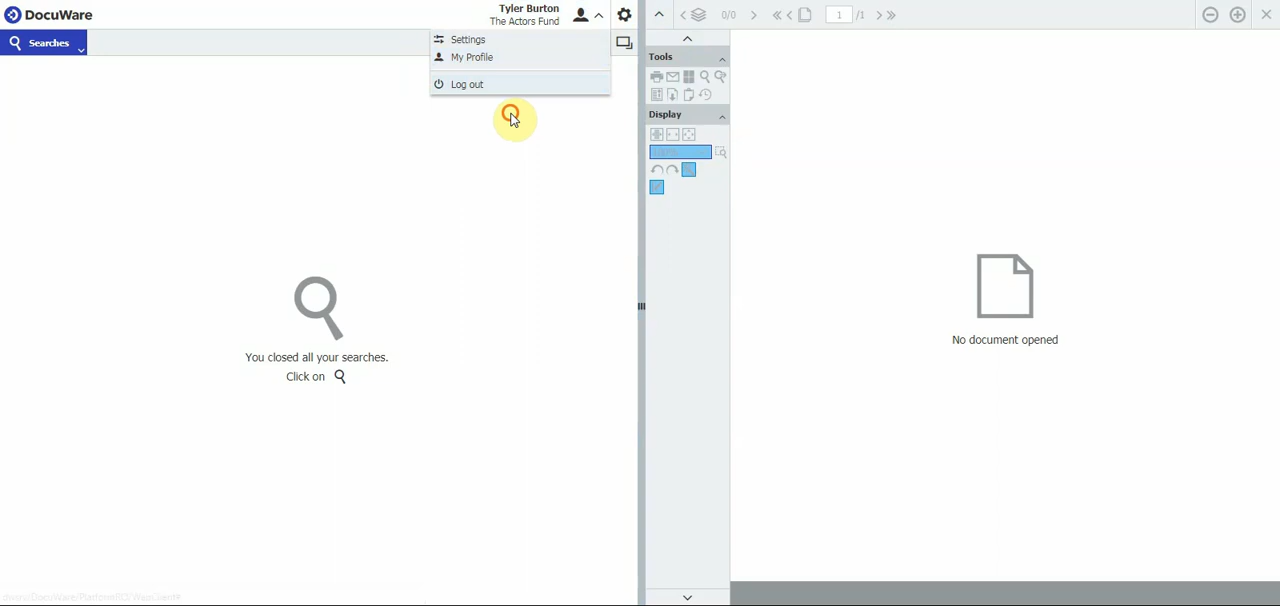 DocuWare
Tyler Burton
The Actors Fund
0/0
1 /1
Searches
Settings
My Profile
Log out
Tools
Display
You closed all your searches.
Click on
No document opened